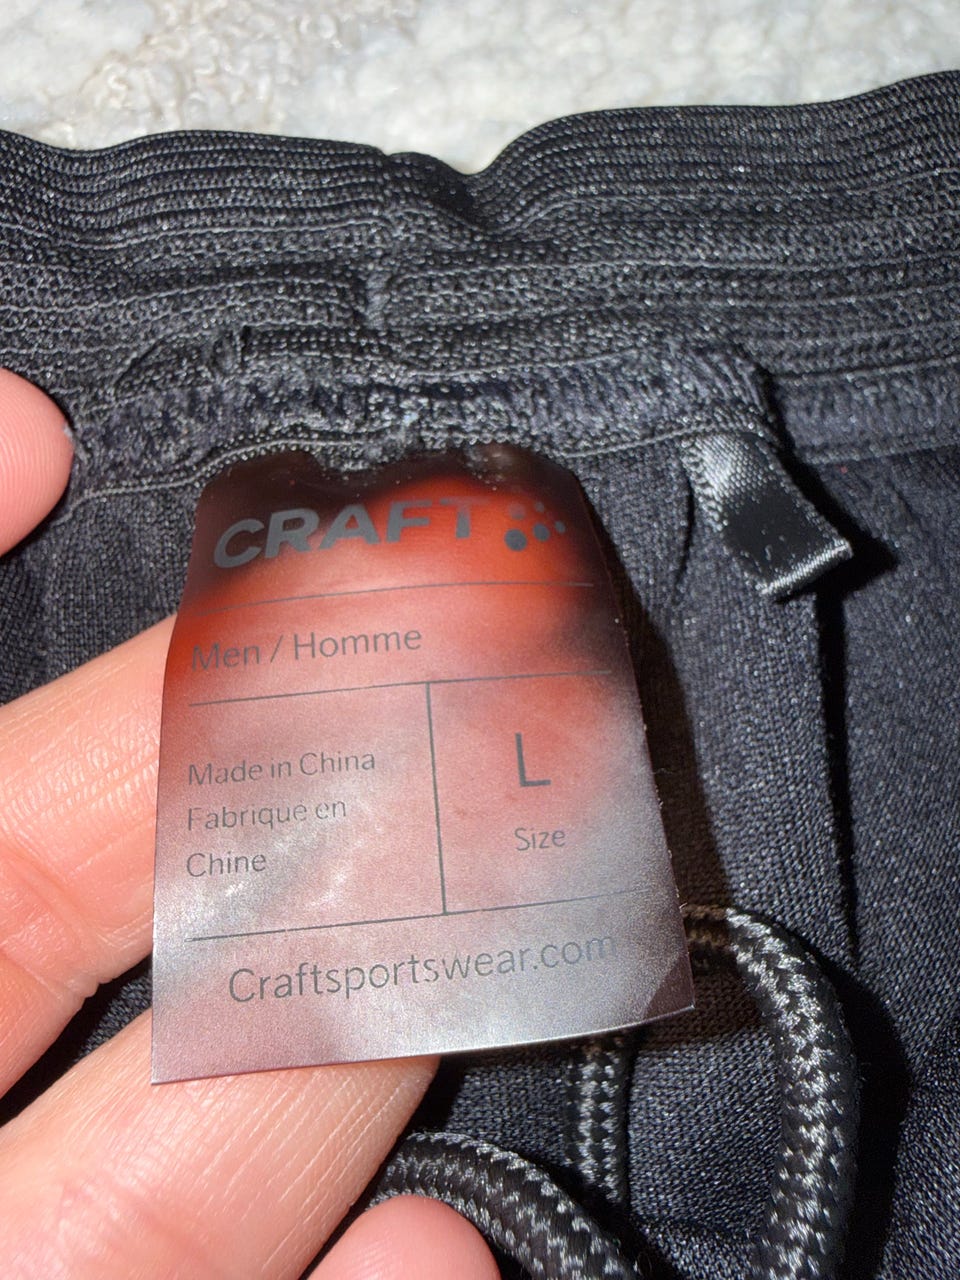 CRAFT
Men / Homme
Made in China
Fabrique en
Chine
L
Size
Craftsportswear.com